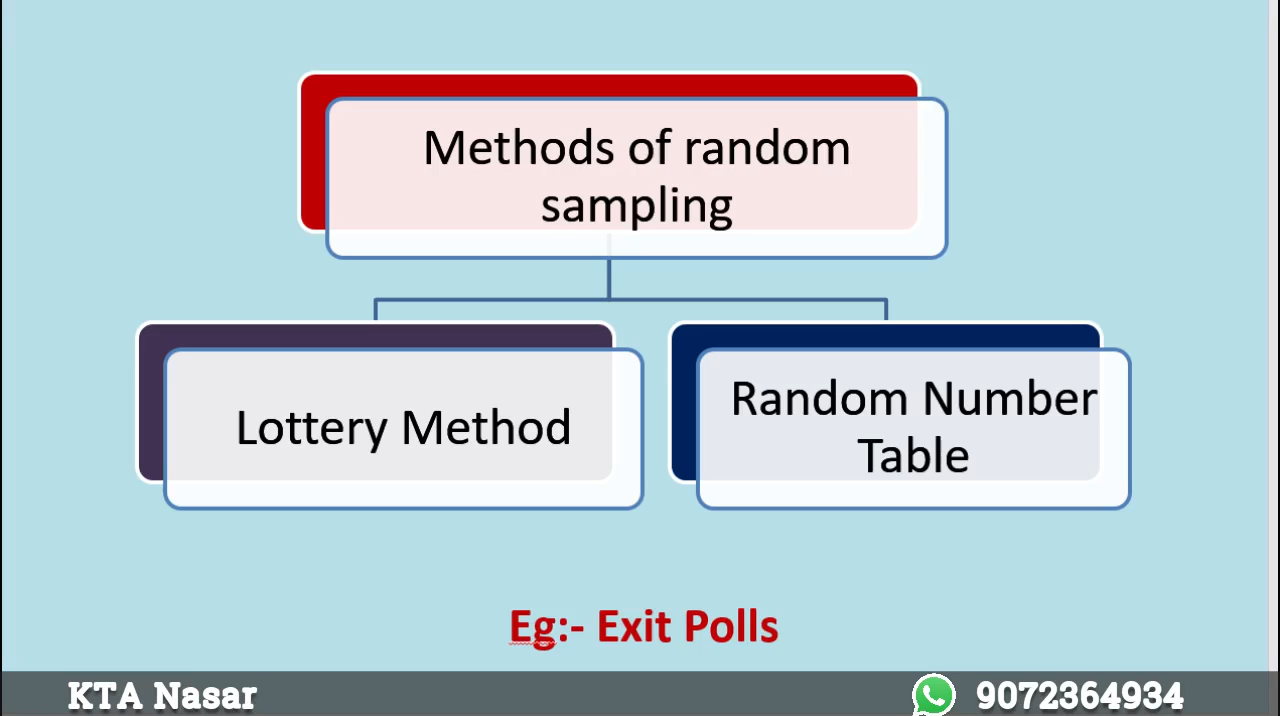 Methods of random
sampling
Lottery Method
Random Number
Table
Eg:- Exit Polls
KTA Nasar
9072364934